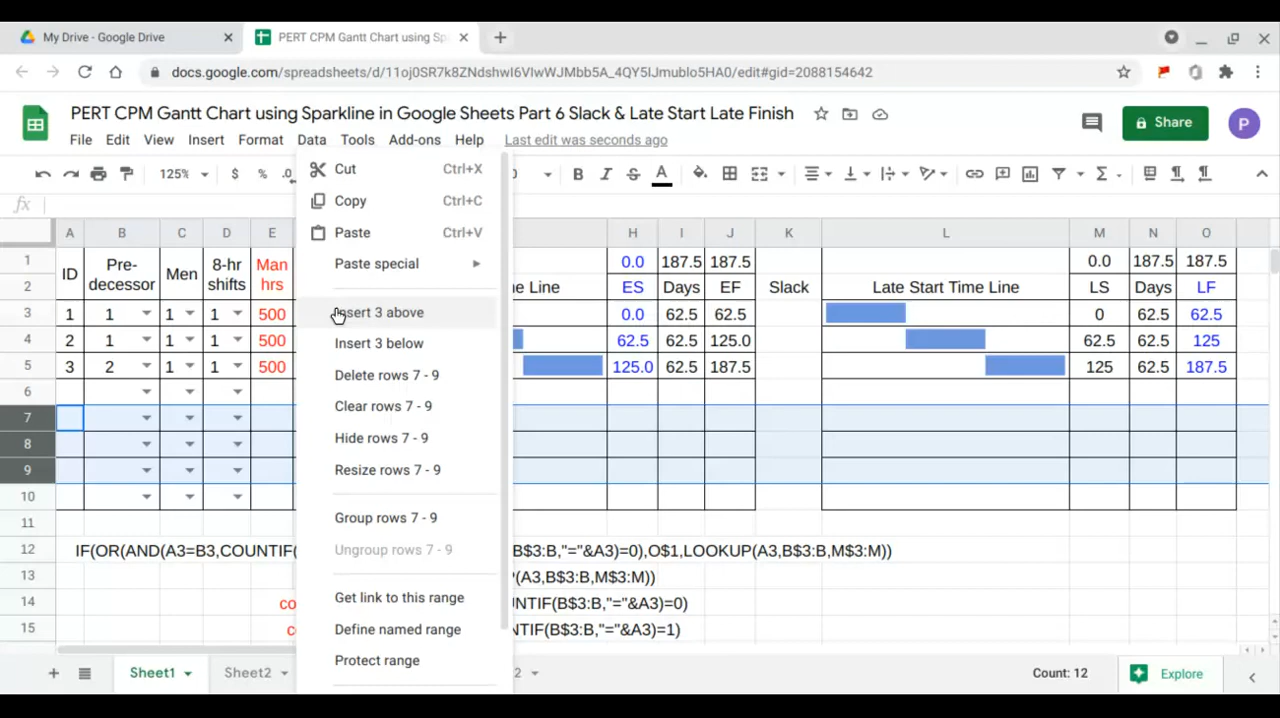 My Drive - Google Drive
PERT CPM Gantt Chart using Sp
docs.google.com/spreadsheets/d/11oj0SR7k8ZNdshwI6VIwWJMbb5A_4QY5IJmublo5HA0/edit#gid=2088154642
PERT CPM Gantt Chart using Sparkline in Google Sheets Part 6 Slack & Late Start Late Finish
Share
P
File Edit View Insert Format Data Tools Add-ons Help Last edit was seconds ago
125% $ % .0 0 B I S A
fx
Cut Ctrl+X
Copy Ctrl+C
Paste Ctrl+V
Paste special
Insert 3 above
Insert 3 below
Delete rows 7 - 9
Clear rows 7 - 9
Hide rows 7 - 9
Resize rows 7 - 9
Group rows 7 - 9
Ungroup rows 7 - 9
Get link to this range
Define named range
Protect range
A B C D E H I J K L M N O
1 0.0 187.5 187.5 0.0 187.5 187.5
2 ID Pre-decessor Men 8-hr shifts Man hrs ne Line ES Days EF Slack Late Start Time Line LS Days LF
3 1 1 1 1 500 0.0 62.5 62.5 0 62.5 62.5
4 2 1 1 1 500 62.5 62.5 125.0 62.5 62.5 125
5 3 2 1 1 500 125.0 62.5 187.5 125 62.5 187.5
6
7
8
9
10
11
12 IF(OR(AND(A3=B3,COUNTIF( B$3:B,"="&A3)=0),O$1,LOOKUP(A3,B$3:B,M$3:M))
13 P(A3,B$3:B,M$3:M))
14 co UNTIF(B$3:B,"="&A3)=0)
15 c NTIF(B$3:B,"="&A3)=1)
Sheet1 Sheet2 2 Count: 12 Explore